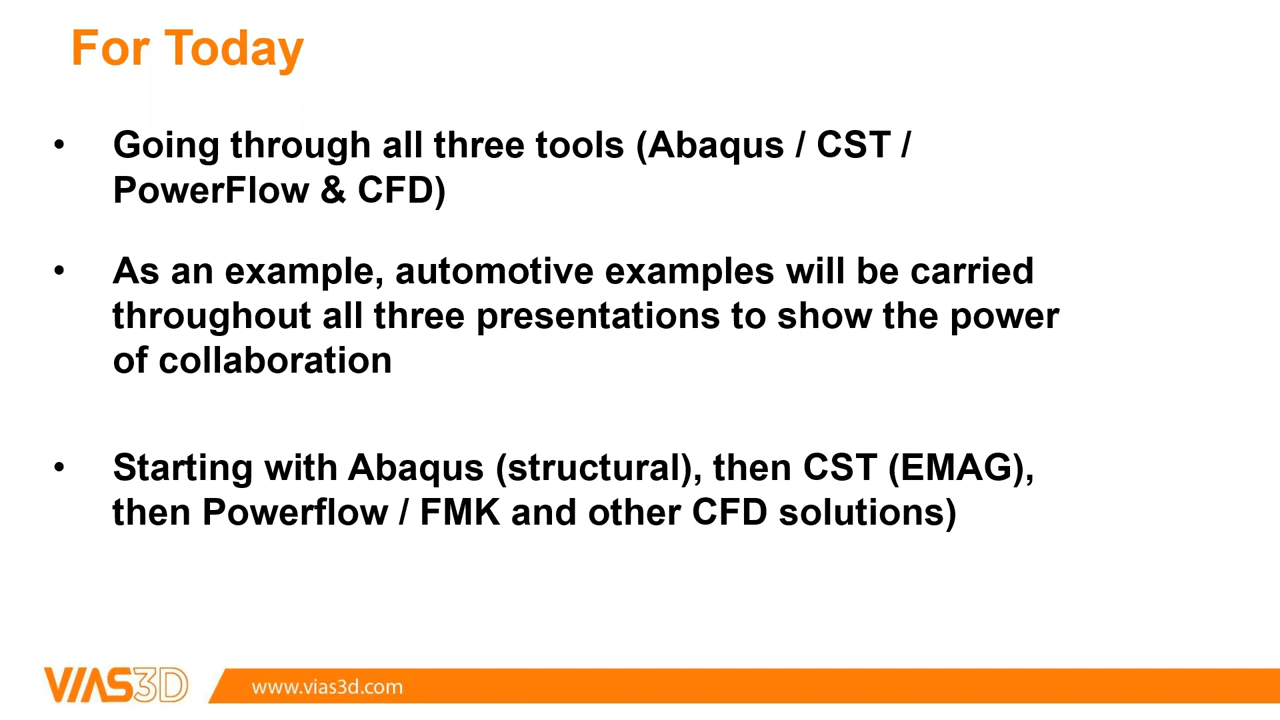 For Today
• Going through all three tools (Abaqus / CST /
PowerFlow & CFD)
• As an example, automotive examples will be carried
throughout all three presentations to show the power
of collaboration
• Starting with Abaqus (structural), then CST (EMAG),
then Powerflow / FMK and other CFD solutions)
VIAS3D
www.vias3d.com